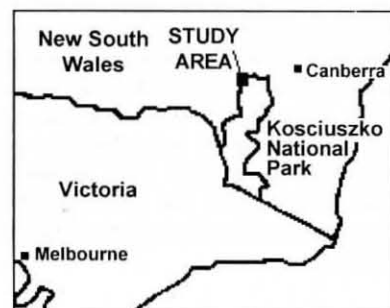 New South
Wales
STUDY
AREA
Canberra
Kosciuszko
National
Park
Victoria
Melbourne